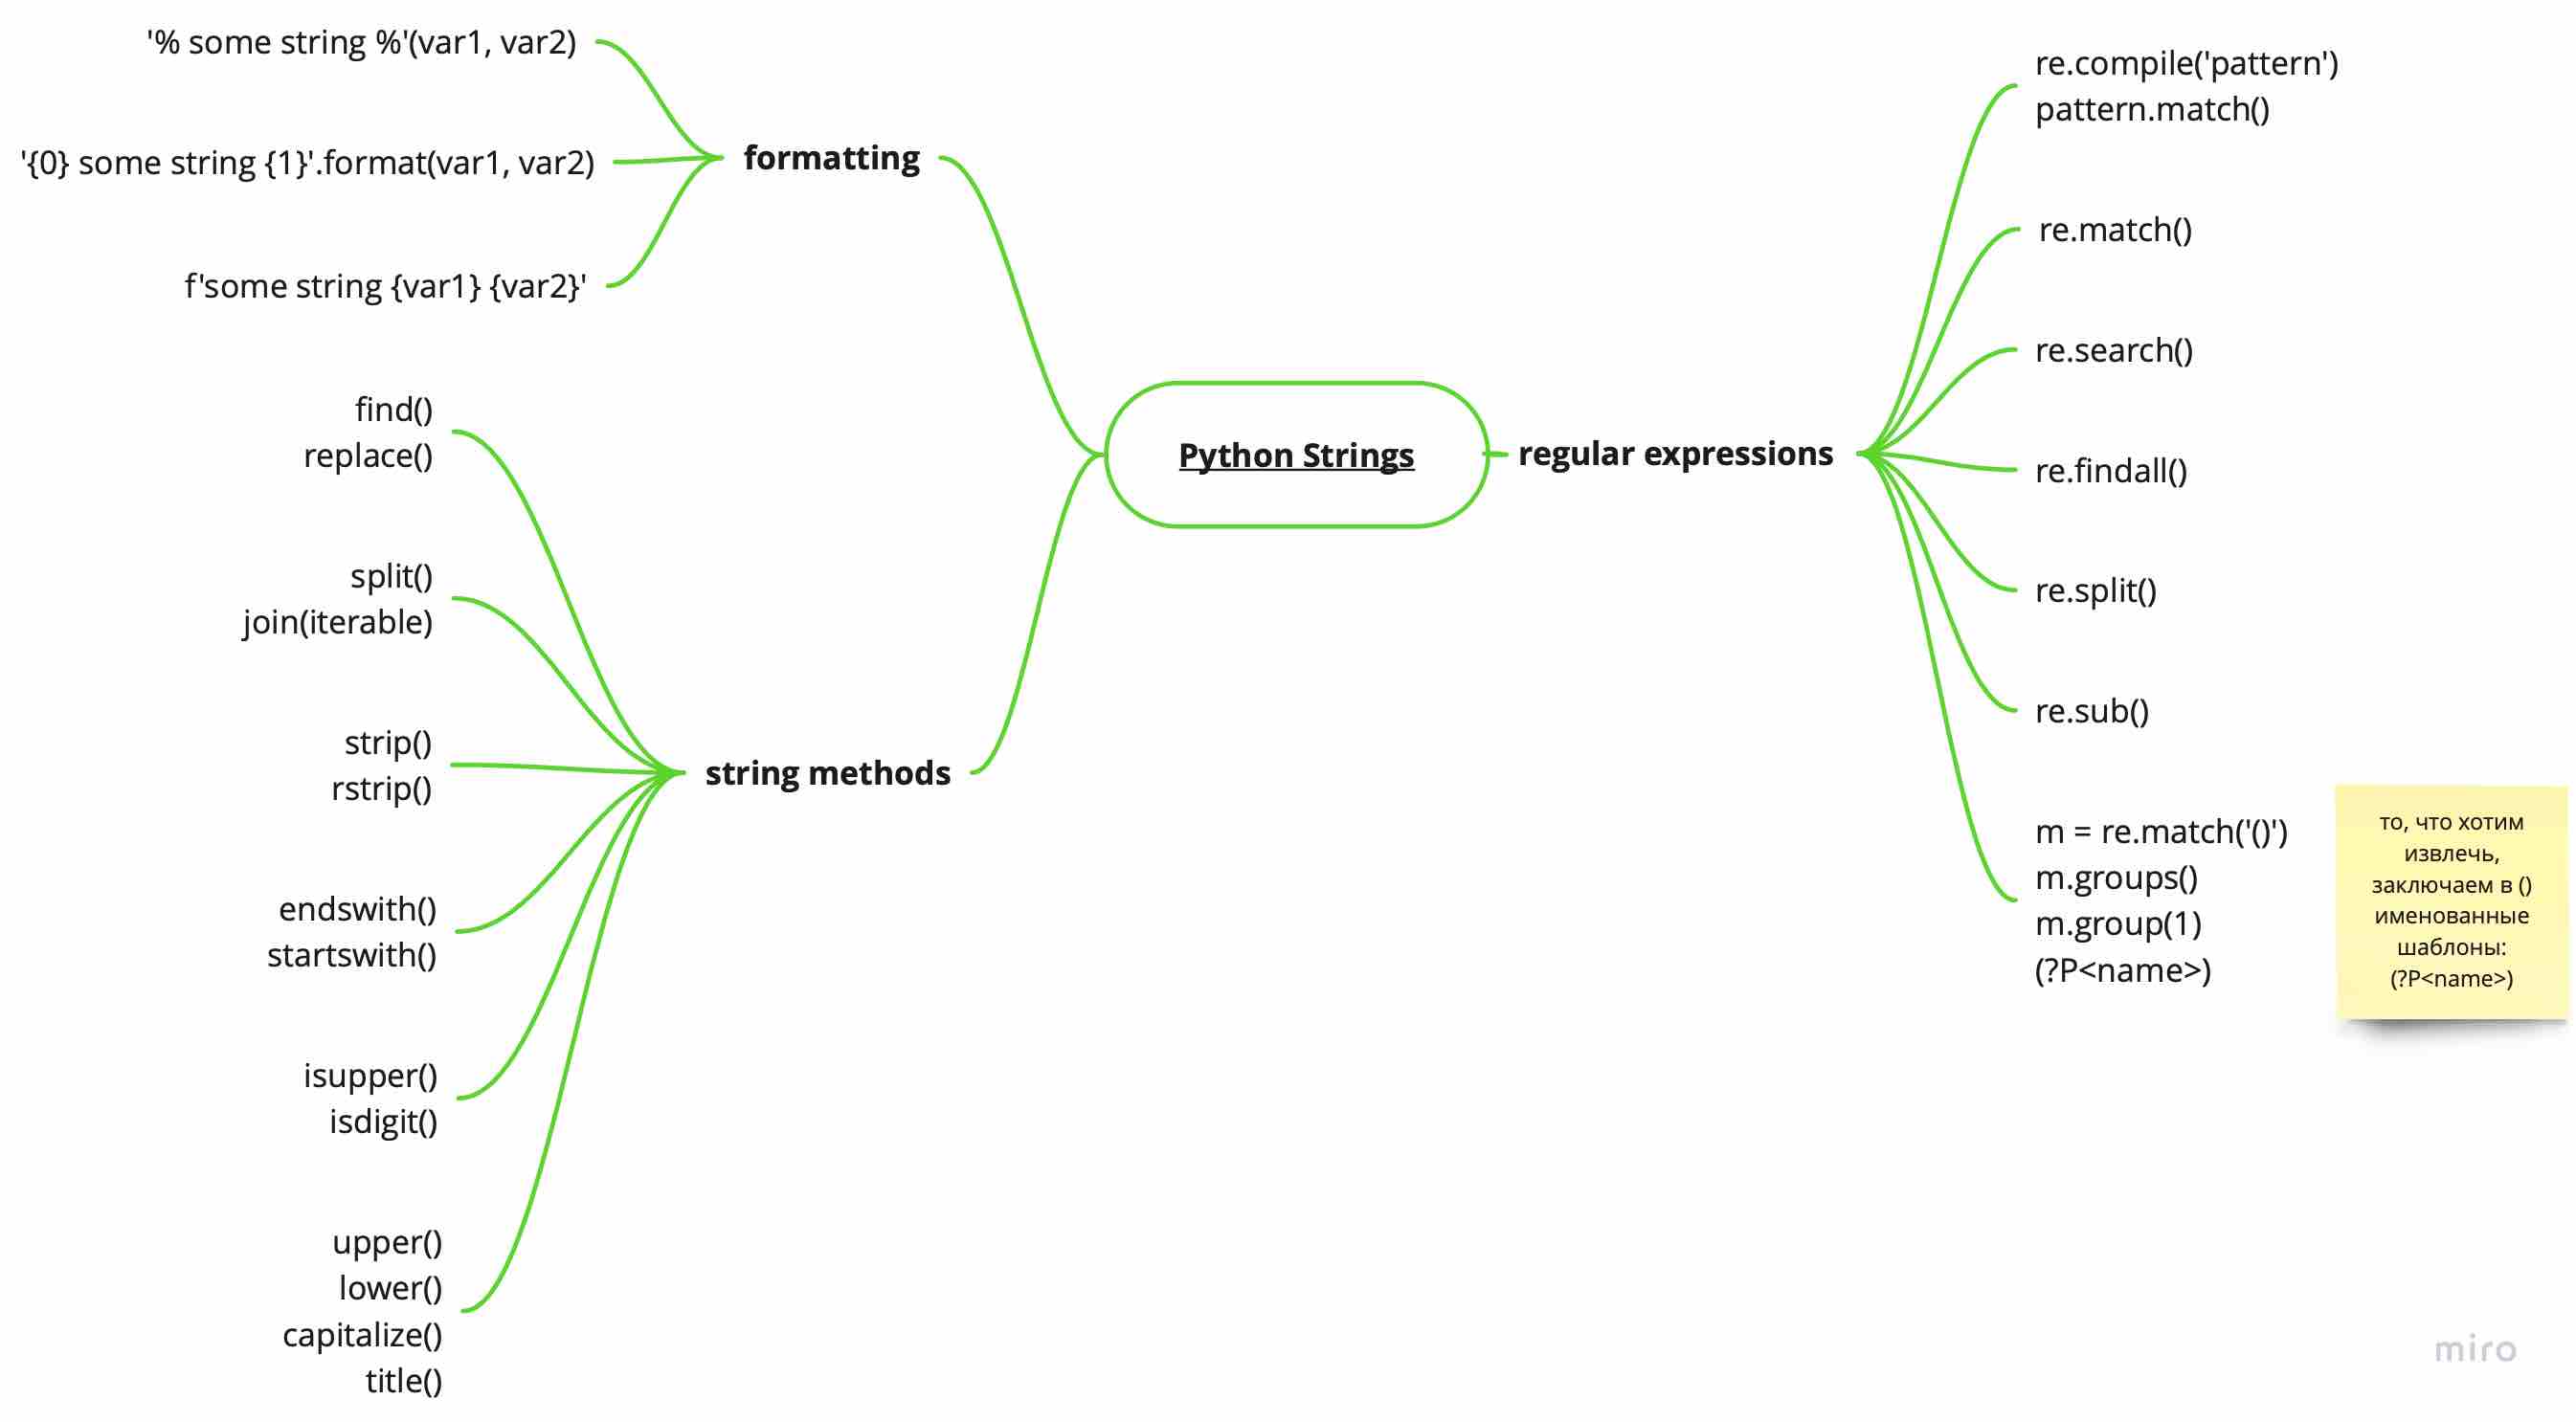 '% some string %'(var1, var2)
'{0} some string {1}'.format(var1, var2)
f'some string {var1} {var2}'
formatting
find()
replace()
split()
join(iterable)
strip()
rstrip()
endswith()
startswith()
isupper()
isdigit()
upper()
lower()
capitalize()
title()
string methods
Python Strings
regular expressions
re.compile('pattern')
pattern.match()
re.match()
re.search()
re.findall()
re.split()
re.sub()
m = re.match('()')
m.groups()
m.group(1)
(?P<name>)
то, что хотим
извлечь,
заключаем в ()
именованные
шаблоны:
(?P<name>)
miro